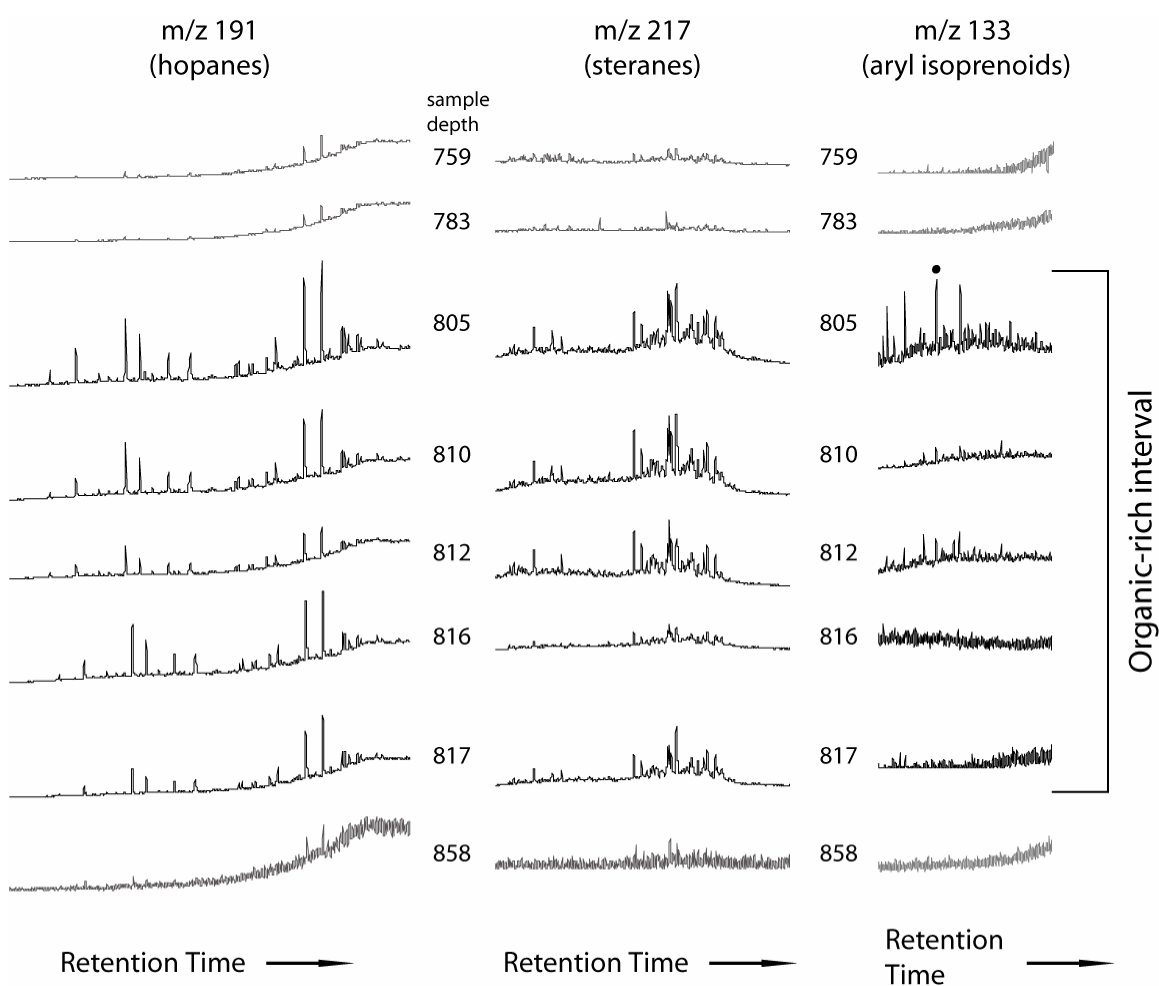 m/z 191
(hopanes)
m/z 217
(steranes)
m/z 133
(aryl isoprenoids)
sample
depth
759
759
783
783
805
805
810
810
812
812
816
816
817
817
858
858
Organic-rich interval
Retention Time
Retention Time
Retention
Time